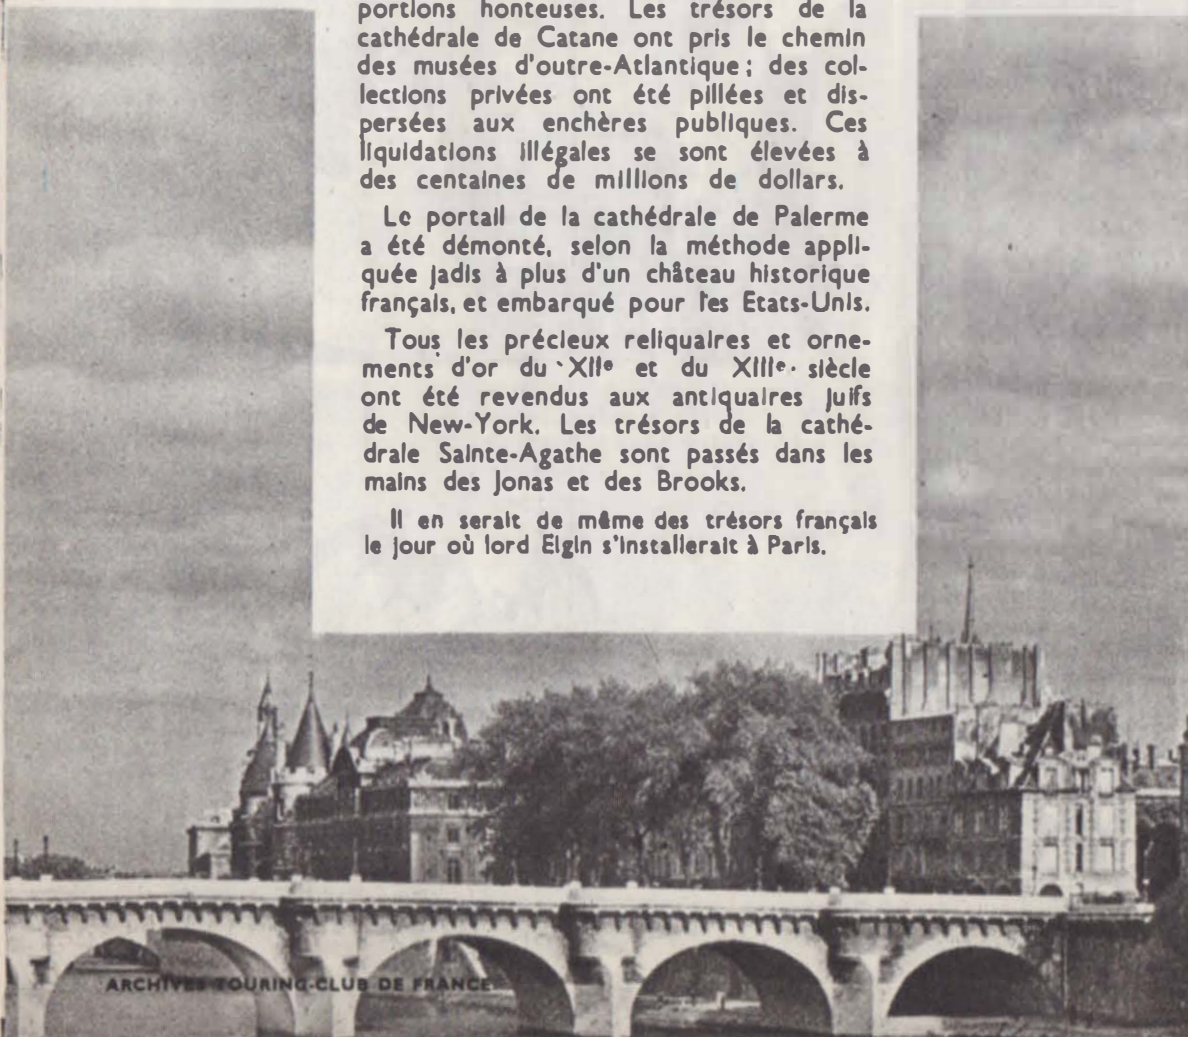 portions honteuses. Les trésors de la
cathédrale de Catane ont pris le chemin
des musées d'outre-Atlantique; des col-
lections privées ont été pillées et dis-
persées aux enchères publiques. Ces
liquidations illégales se sont élevées à
des centaines de millions de dollars.
Le portail de la cathédrale de Palerme
a été démonté, selon la méthode appli-
quée jadis à plus d'un château historique
français, et embarqué pour les Etats-Unis.
Tous les précieux reliquaires et orne-
ments d'or du XIIe et du XIIIe siècle
ont été revendus aux antiquaires juifs
de New-York. Les trésors de la cathé-
drale Sainte-Agathe sont passés dans les
mains des Jonas et des Brooks.
Il en serait de même des trésors français
le jour où lord Elgin s'installerait à Paris.
ARCHIVES TOURING-CLUB DE FRANCE